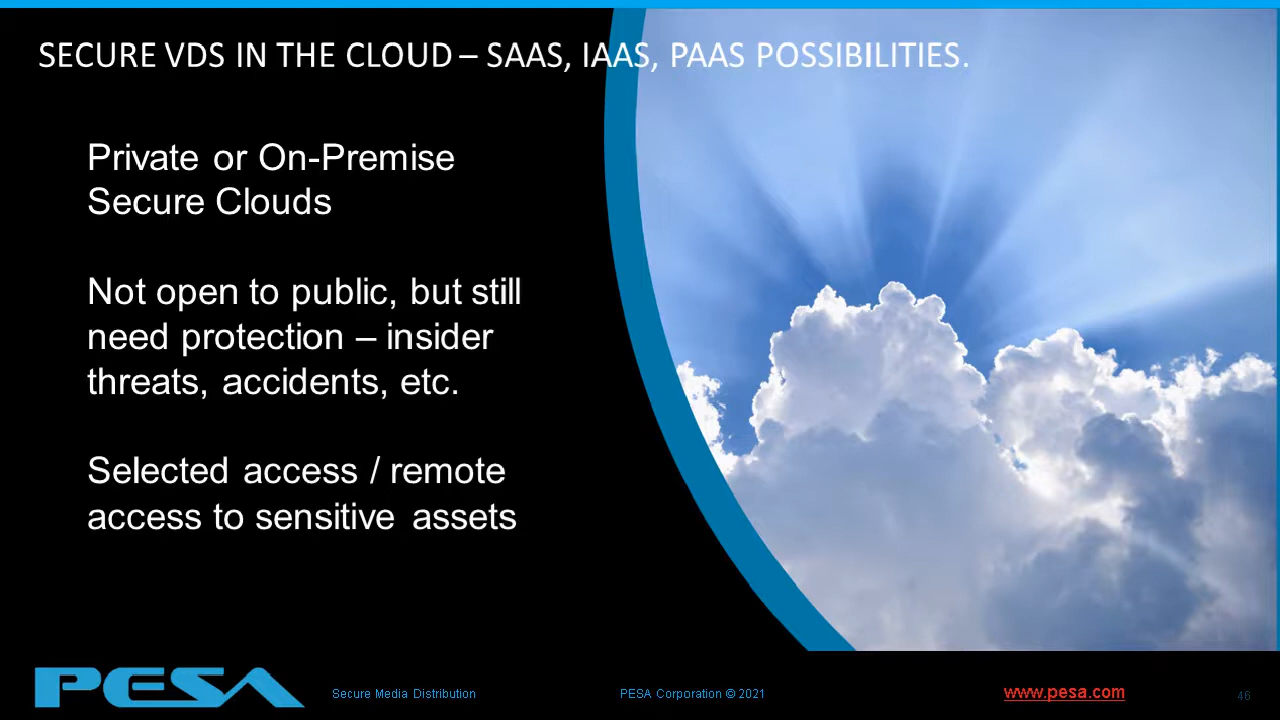 SECURE VDS IN THE CLOUD – SAAS, IAAS, PAAS POSSIBILITIES.
Private or On-Premise
Secure Clouds
Not open to public, but still
need protection – insider
threats, accidents, etc.
Selected access / remote
access to sensitive assets
PESA
Secure Media Distribution
PESA Corporation © 2021
www.pesa.com
46